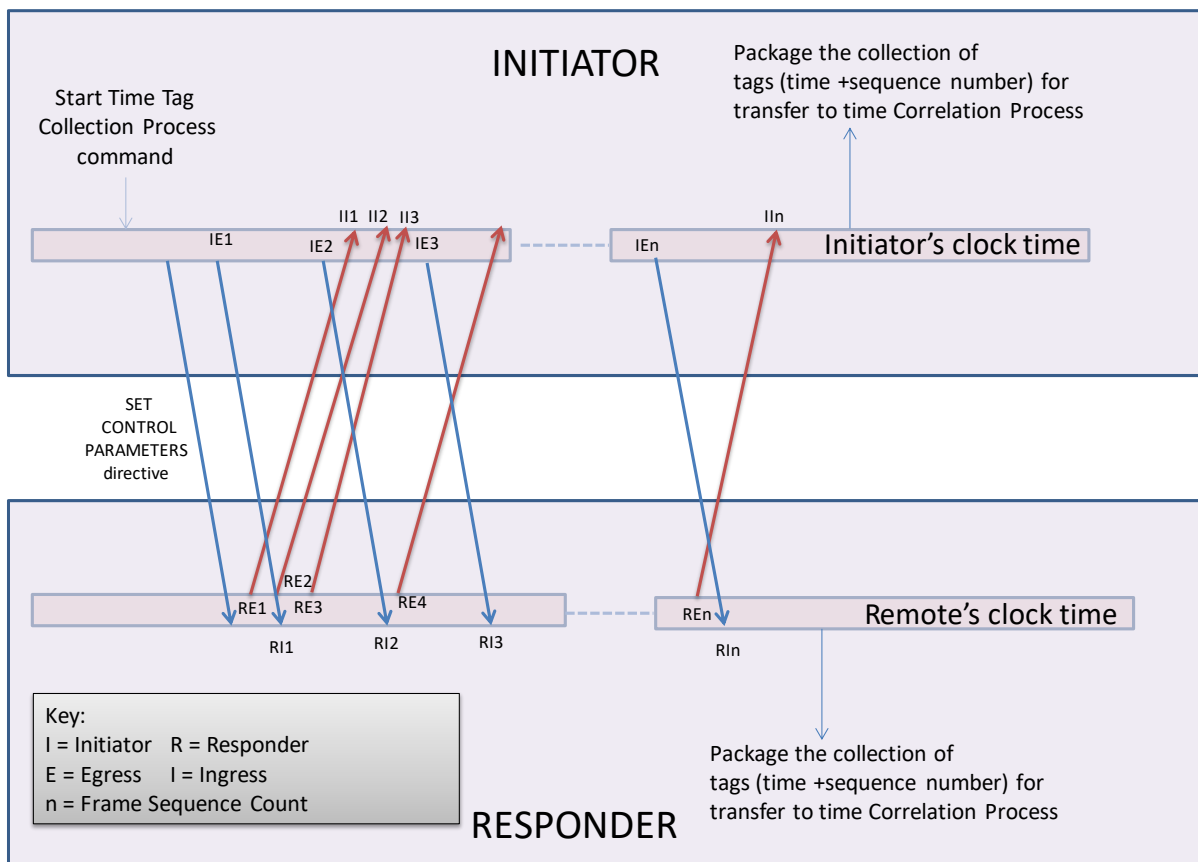 INITIATOR
Package the collection of
tags (time +sequence number) for
transfer to time Correlation Process
Start Time Tag
Collection Process
command
II1
II2
II3
IIn
IE1
IE2
IE3
IEn
Initiator's clock time
SET
CONTROL
PARAMETERS
directive
RE1
RE2
RE3
RE4
REn
Remote's clock time
RI1
RI2
RI3
RIn
Key:
I = Initiator R = Responder
E = Egress I = Ingress
n = Frame Sequence Count
Package the collection of
tags (time +sequence number) for
transfer to time Correlation Process
RESPONDER